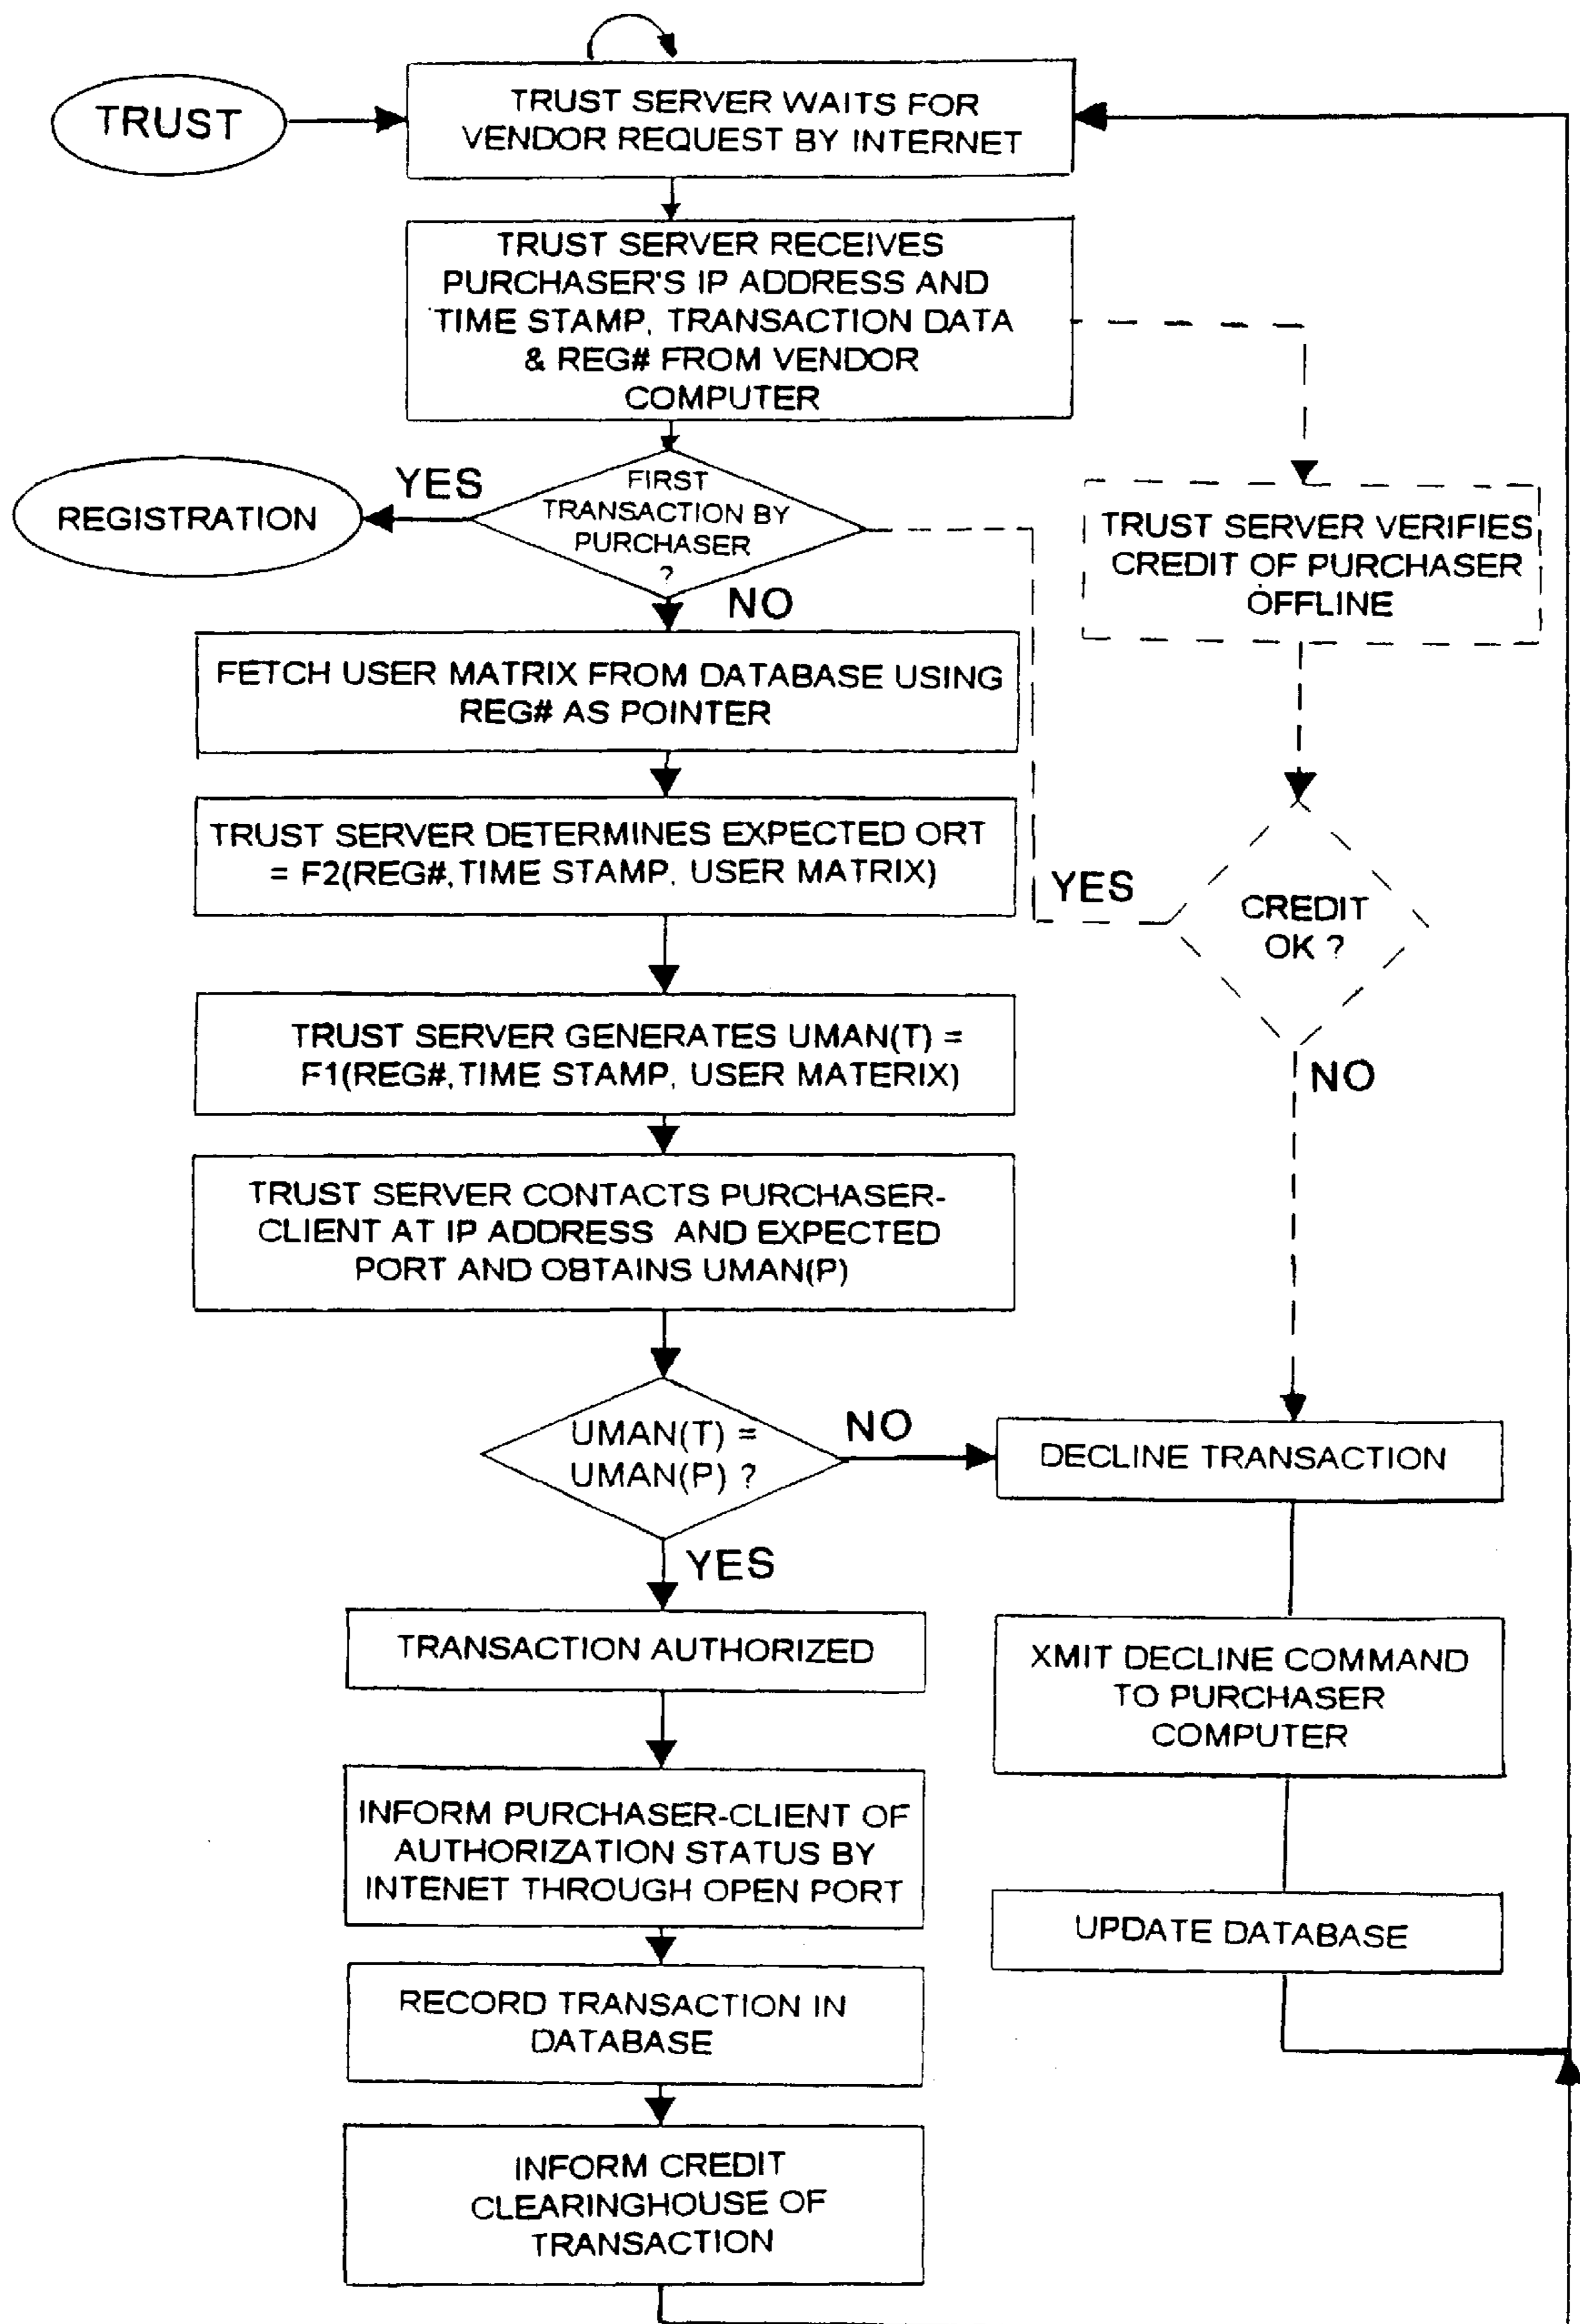 TRUST
TRUST SERVER WAITS FOR
VENDOR REQUEST BY INTERNET
TRUST SERVER RECEIVES
PURCHASER'S IP ADDRESS AND
TIME STAMP, TRANSACTION DATA
& REG# FROM VENDOR
COMPUTER
YES
REGISTRATION
FIRST
TRANSACTION BY
PURCHASER
?
NO
TRUST SERVER VERIFIES
CREDIT OF PURCHASER
OFFLINE
FETCH USER MATRIX FROM DATABASE USING
REG# AS POINTER
TRUST SERVER DETERMINES EXPECTED ORT
= F2(REG#,TIME STAMP, USER MATRIX)
YES
CREDIT
OK ?
NO
TRUST SERVER GENERATES UMAN(T) =
F1(REG#,TIME STAMP, USER MATERIX)
TRUST SERVER CONTACTS PURCHASER-
CLIENT AT IP ADDRESS AND EXPECTED
PORT AND OBTAINS UMAN(P)
UMAN(T) =
UMAN(P) ?
NO
DECLINE TRANSACTION
YES
TRANSACTION AUTHORIZED
XMIT DECLINE COMMAND
TO PURCHASER
COMPUTER
INFORM PURCHASER-CLIENT OF
AUTHORIZATION STATUS BY
INTENET THROUGH OPEN PORT
UPDATE DATABASE
RECORD TRANSACTION IN
DATABASE
INFORM CREDIT
CLEARINGHOUSE OF
TRANSACTION